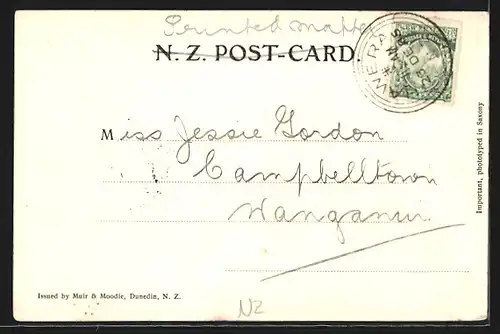 Printed matter
N. Z. POST-CARD.
HAWERA
Miss Jessie Gordon
Campbelltown
Wanganui
Important, phototyped in Saxony
Issued by Muir & Moodie, Dunedin, N. Z.
NZ